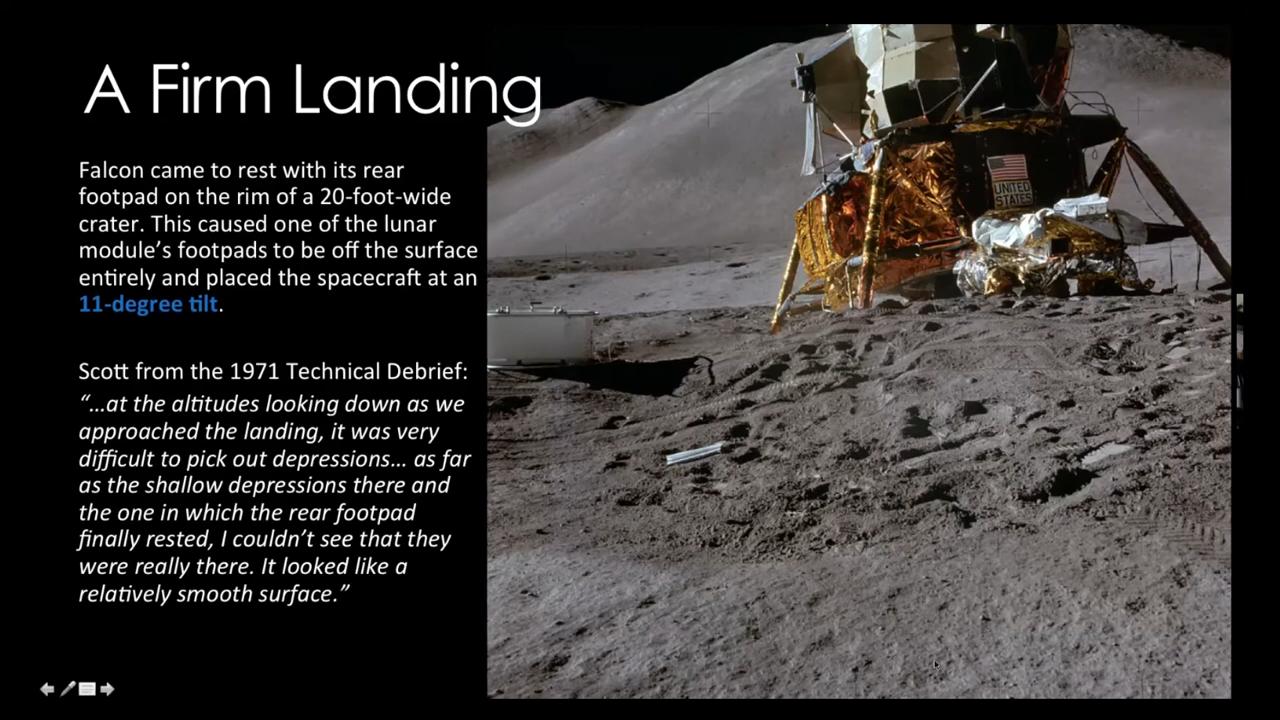 A Firm Landing
Falcon came to rest with its rear
footpad on the rim of a 20-foot-wide
crater. This caused one of the lunar
module’s footpads to be off the surface
entirely and placed the spacecraft at an
11-degree tilt.
Scott from the 1971 Technical Debrief:
“…at the altitudes looking down as we
approached the landing, it was very
difficult to pick out depressions… as far
as the shallow depressions there and
the one in which the rear footpad
finally rested, I couldn’t see that they
were really there. It looked like a
relatively smooth surface.”
UNITED
STATES